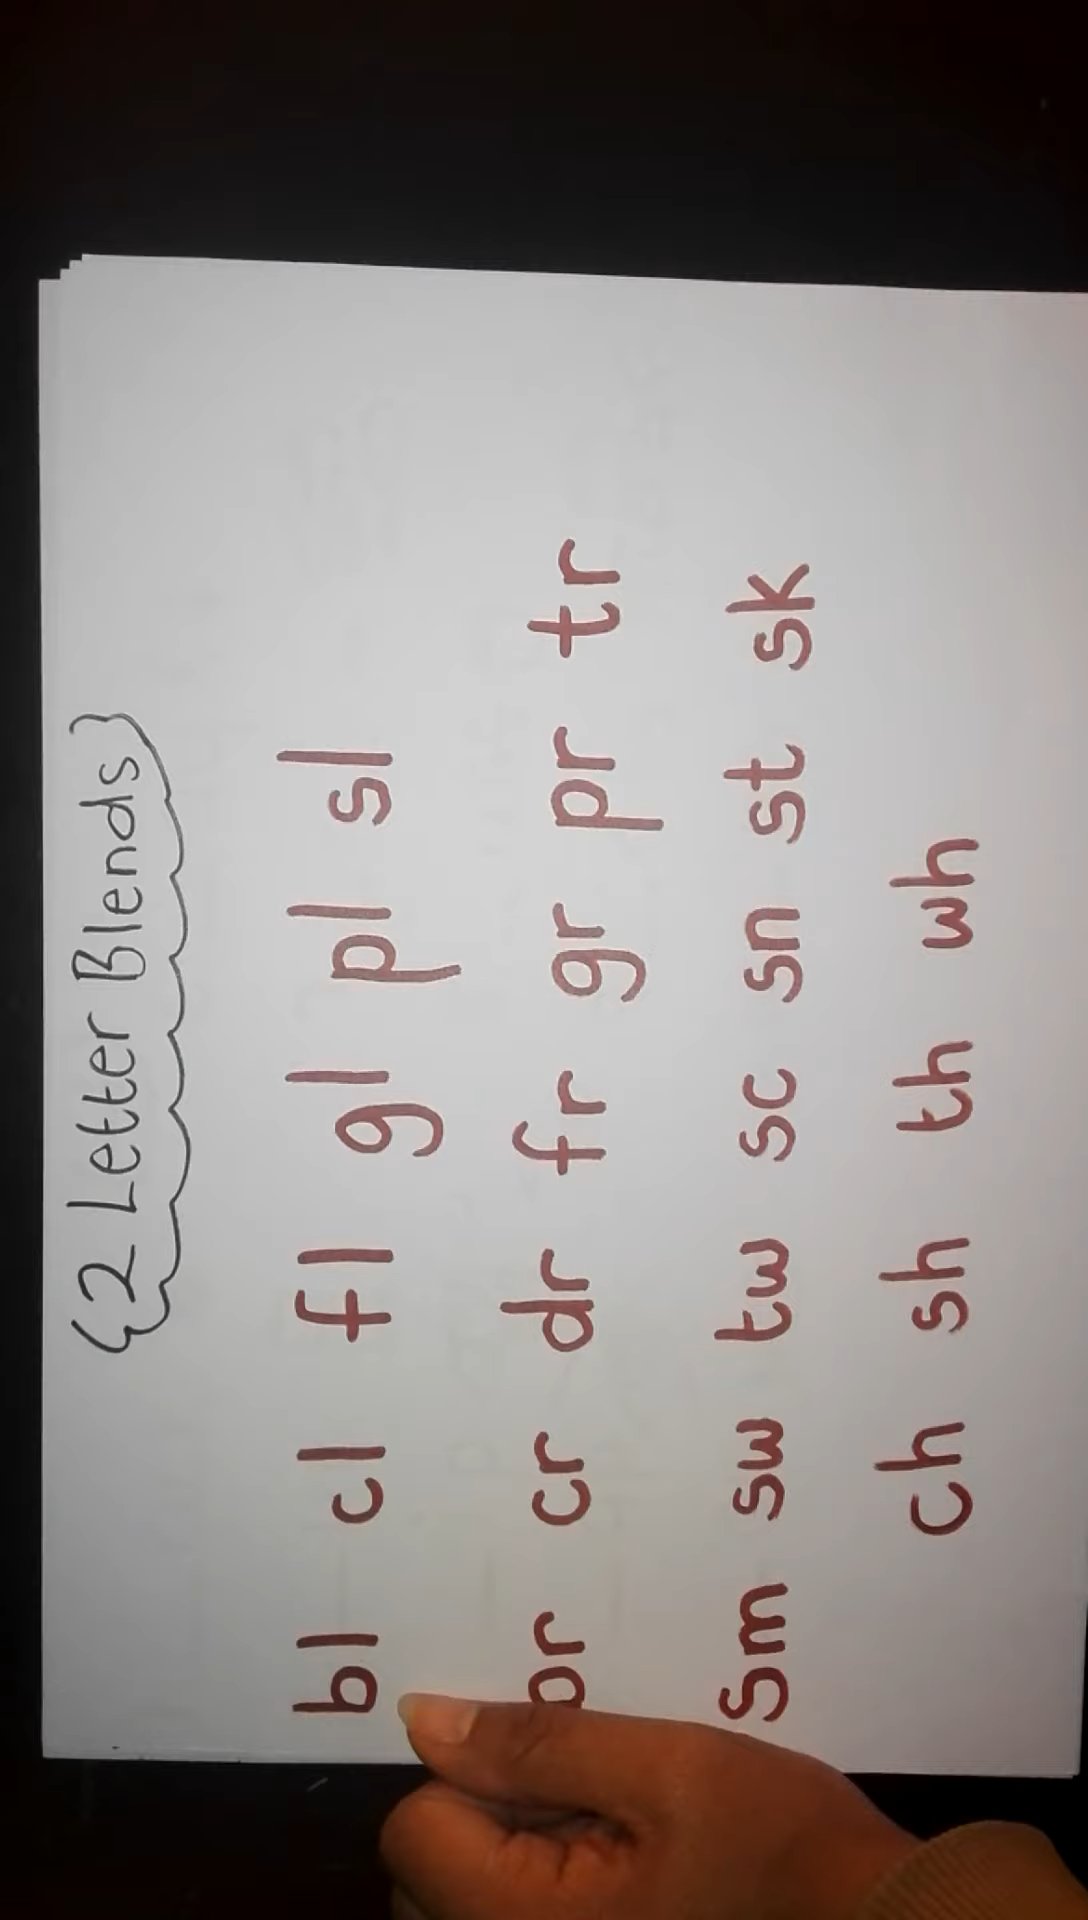 {2 Letter Blends}
bl cl fl gl pl sl
cr dr fr gr pr tr
Sm sw tw sc sn st sk
ch sh th wh